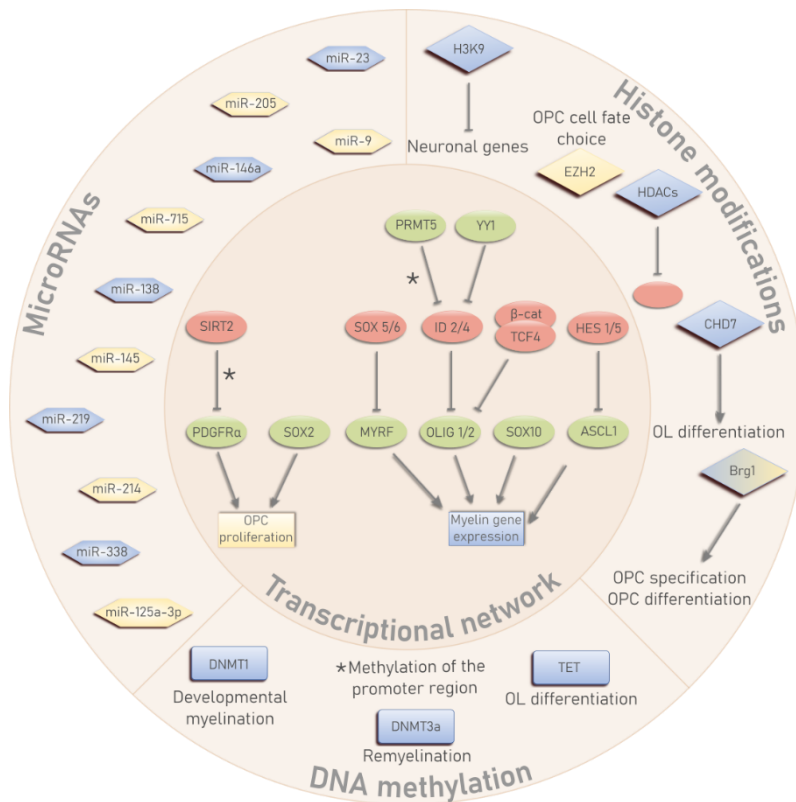 MicroRNAs
miR-23
miR-205
miR-9
miR-146a
miR-715
miR-138
miR-145
miR-219
miR-214
miR-338
miR-125a-3p
Histone modifications
H3K9
Neuronal genes
OPC cell fate
choice
EZH2
HDACs
CHD7
OL differentiation
Brg1
OPC specification
OPC differentiation
PRMT5
YY1
*
SIRT2
SOX 5/6
ID 2/4
β-cat
TCF4
HES 1/5
*
PDGFRα
SOX2
MYRF
OLIG 1/2
SOX10
ASCL1
OPC
proliferation
Myelin gene
expression
Transcriptional network
DNMT1
Developmental
myelination
*Methylation of the
promoter region
DNMT3a
Remyelination
TET
OL differentiation
DNA methylation